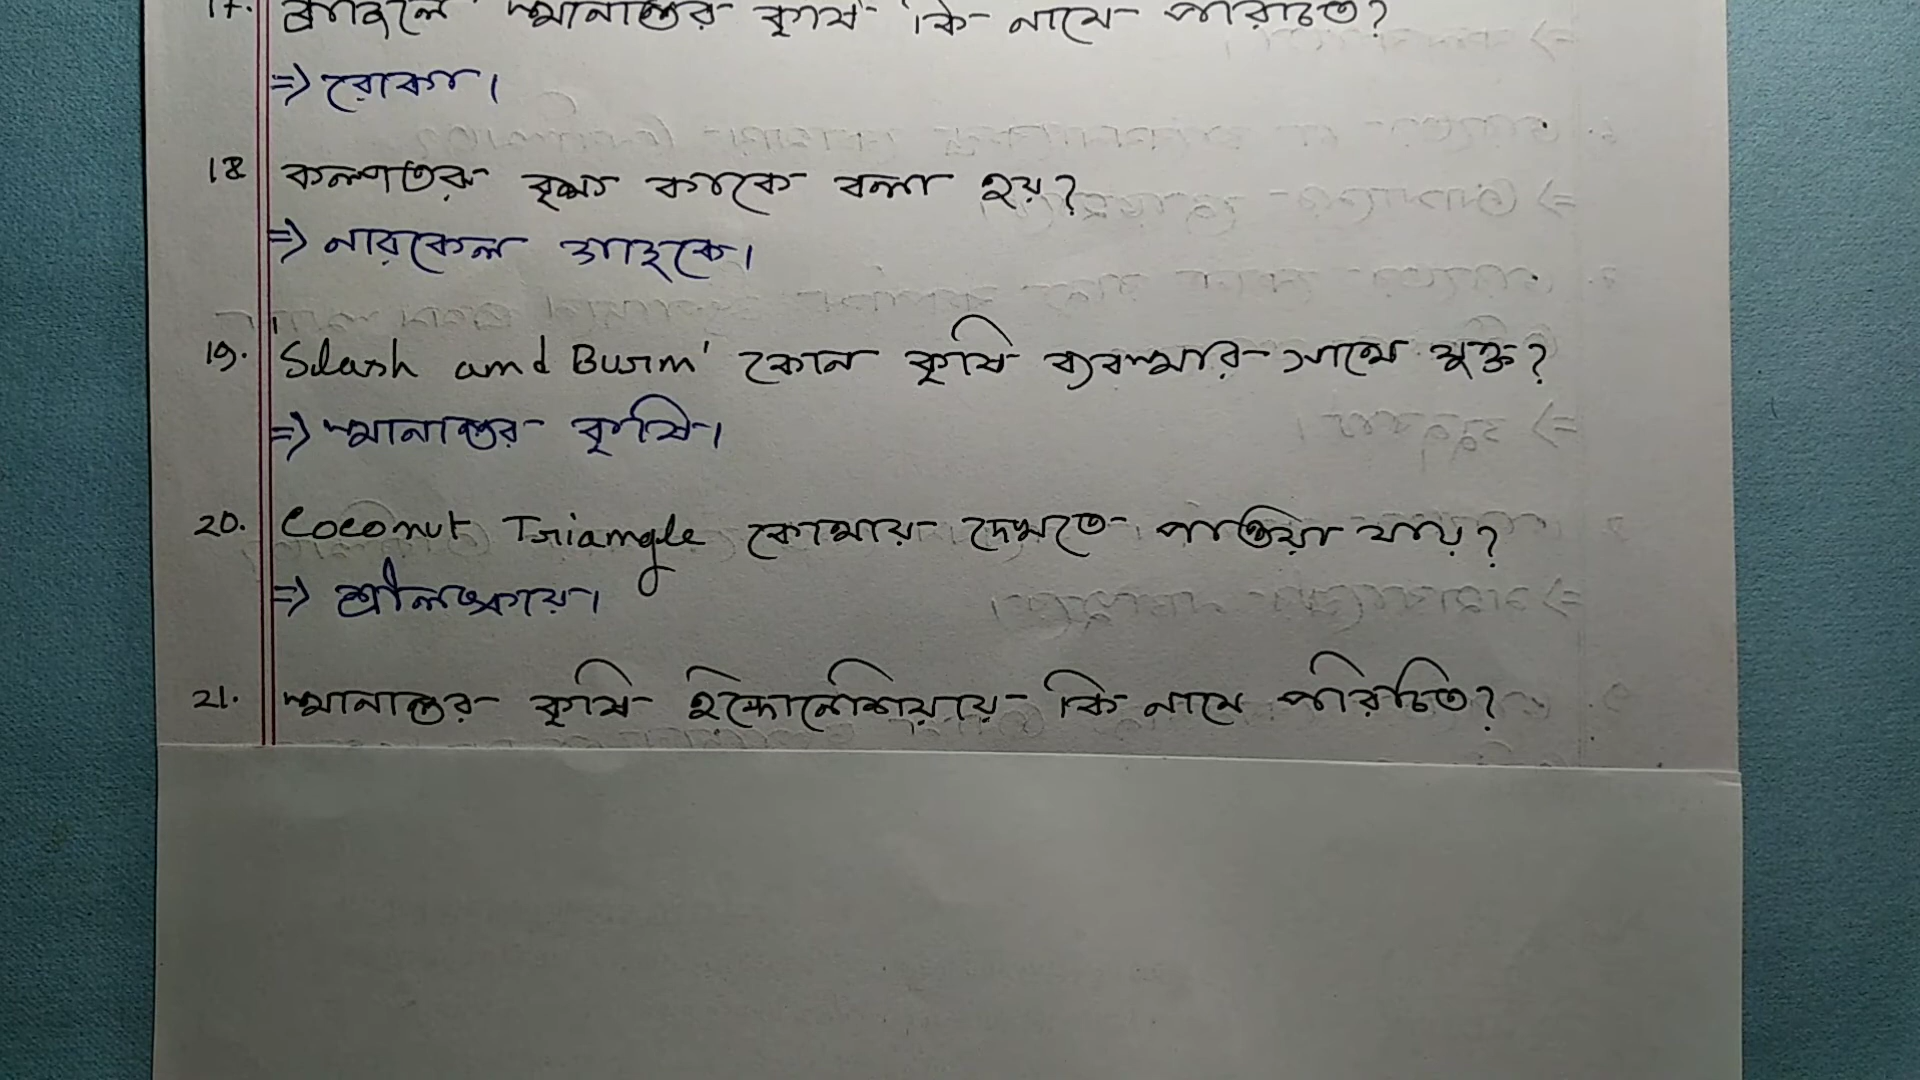 17. ব্রাজিলে স্থানান্তর কৃষি কি নামে পরিচিত?
⇒ রোকা।
18 কল্পতরু বৃক্ষ কাকে বলা হয়?
⇒ নারকেল গাছকে।
19. 'Slash and Burn' কোন কৃষি ব্যবস্থার সাথে যুক্ত?
⇒ স্থানান্তর কৃষি।
20. Coconut Triangle কোথায় দেখতে পাওয়া যায়?
⇒ শ্রীলঙ্কায়।
21. স্থানান্তর কৃষি ইন্দোনেশিয়ায় কি নামে পরিচিত?